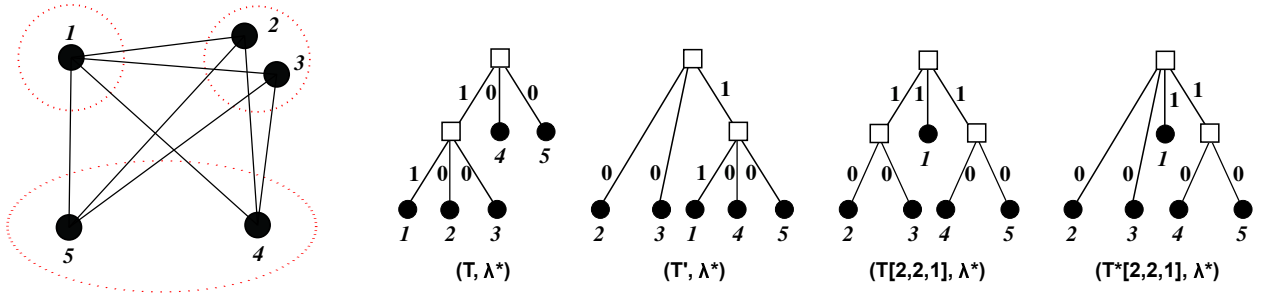 1
2
3
5
4
1 0 0
4 5
1 0 0
1 2 3
(T, λ*)
1
0 0 1 0 0
2 3 1 4 5
(T', λ*)
1 1 1
1
0 0 0 0
2 3 4 5
(T[2,2,1], λ*)
1 1
1
0 0 0 0
2 3 4 5
(T*[2,2,1], λ*)